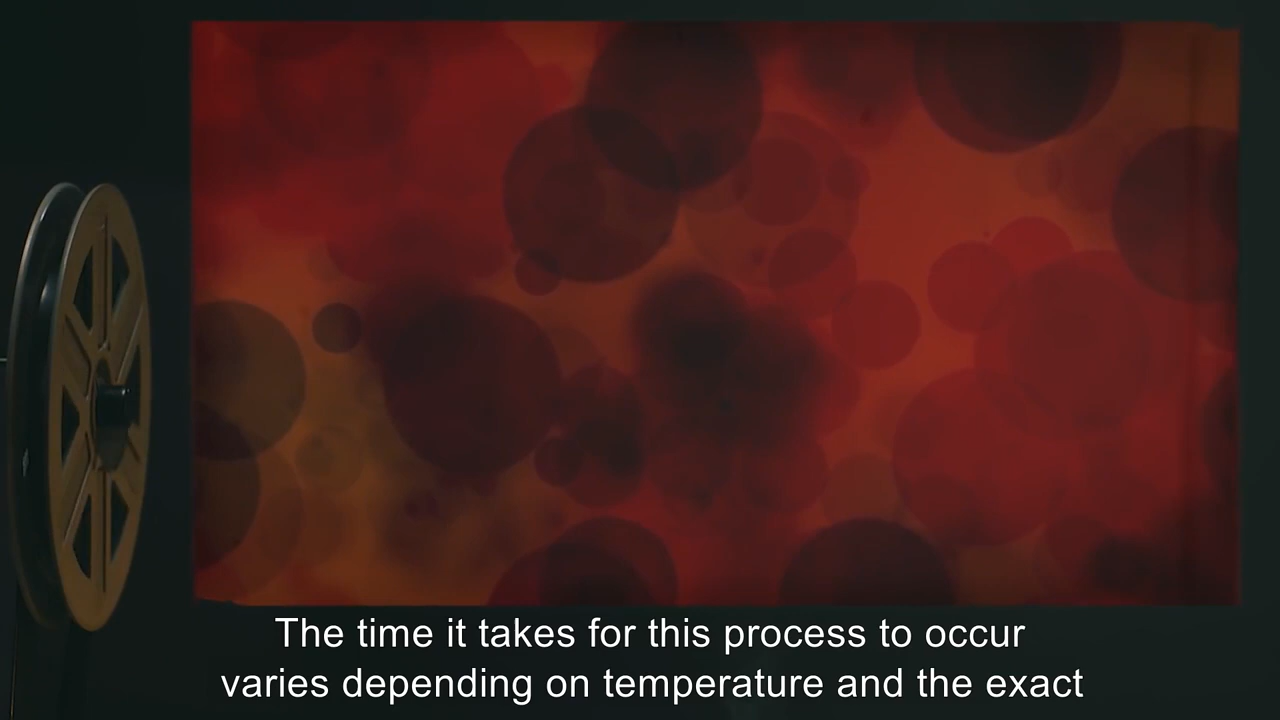 The time it takes for this process to occur
varies depending on temperature and the exact